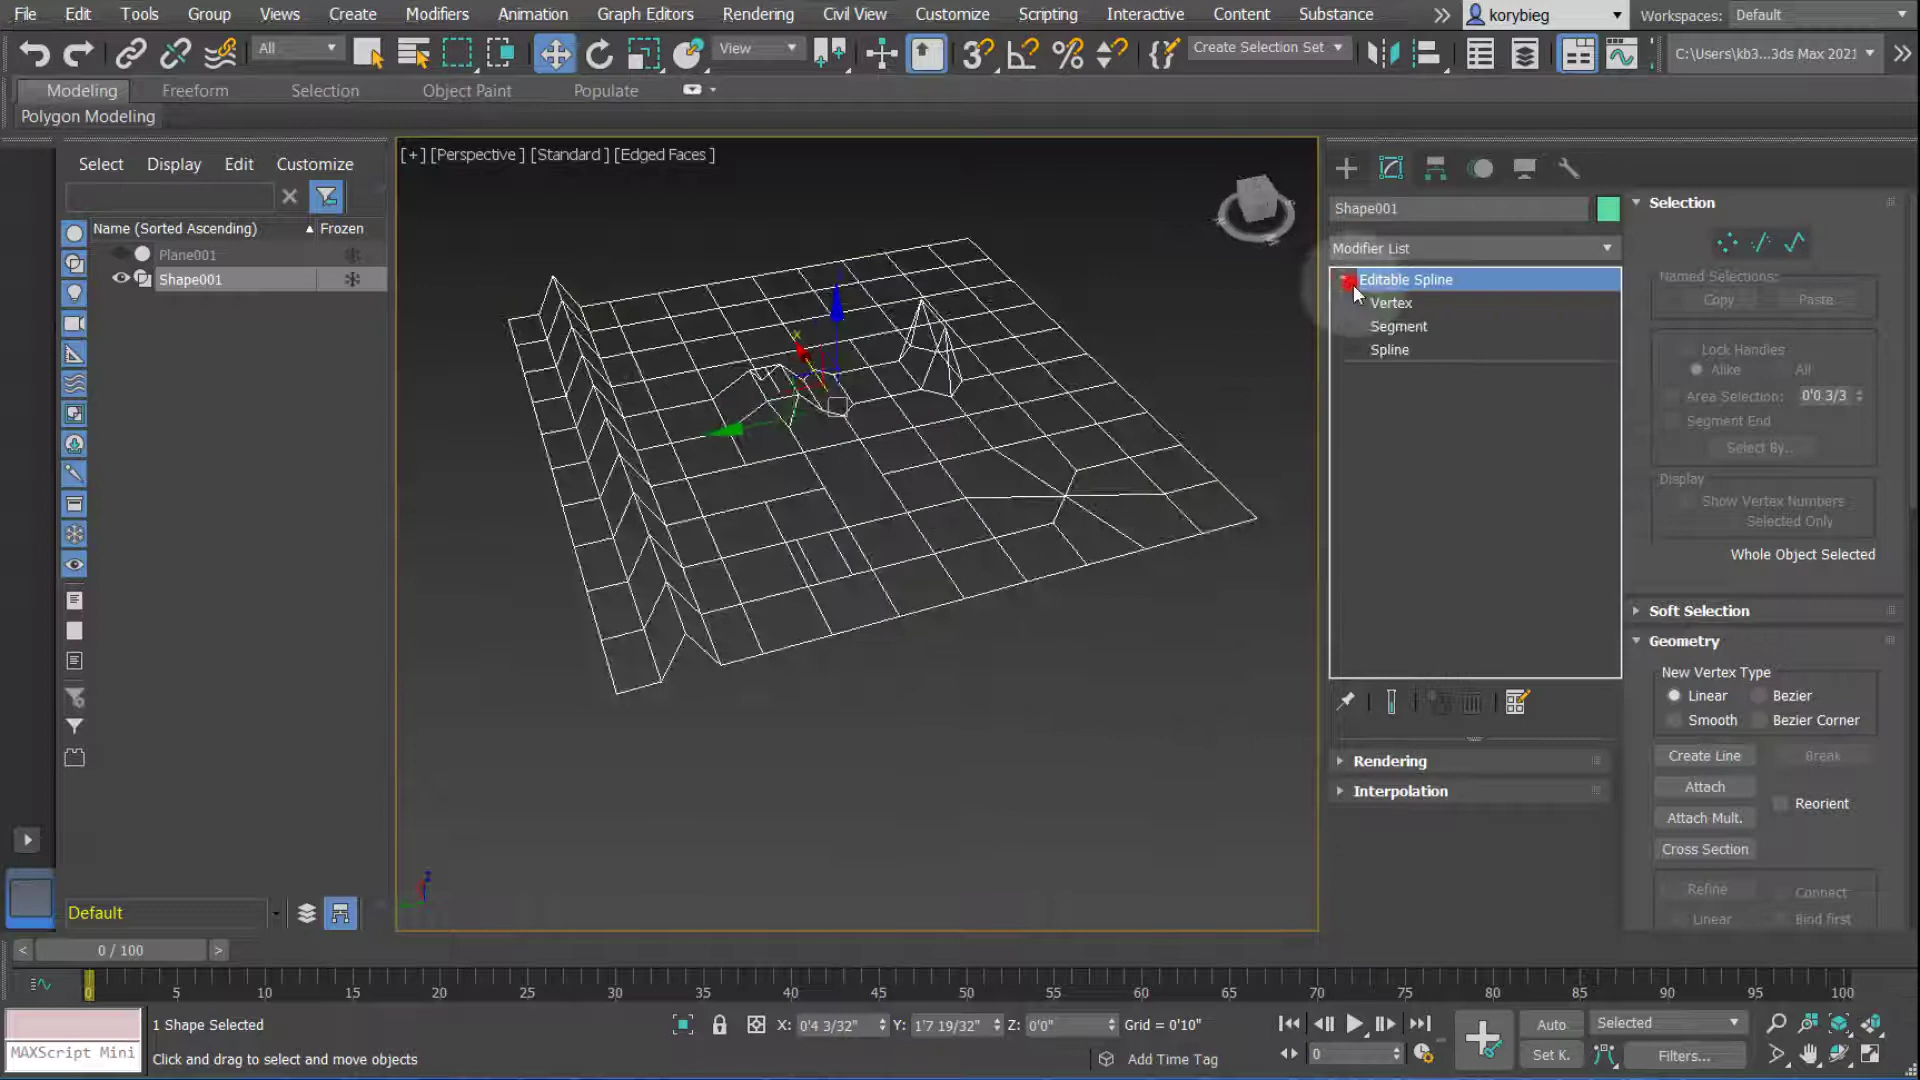 File Edit Tools Group Views Create Modifiers Animation Graph Editors Rendering Civil View Customize Scripting Interactive Content Substance korybieg Workspaces: Default
All View Create Selection Set C:\Users\kb3...3ds Max 2021
Modeling Freeform Selection Object Paint Populate
Polygon Modeling
Select Display Edit Customize
Name (Sorted Ascending) Frozen
Plane001
Shape001
Default
[+] [Perspective ] [Standard ] [Edged Faces ]
Shape001
Modifier List
Editable Spline
Vertex
Segment
Spline
Rendering
Interpolation
Selection
Named Selections:
Copy Paste
Lock Handles
Alike All
Area Selection: 0'0 3/3
Segment End
Select By..
Display
Show Vertex Numbers
Selected Only
Whole Object Selected
Soft Selection
Geometry
New Vertex Type
Linear Bezier
Smooth Bezier Corner
Create Line Break
Attach
Reorient
Attach Mult.
Cross Section
Refine Connect
Linear Bind first
< 0 / 100 >
0 5 10 15 20 25 30 35 40 45 50 55 60 65 70 75 80 85 90 95 100
1 Shape Selected X: 0'4 3/32" Y: 1'7 19/32" Z: 0'0" Grid = 0'10" Auto Selected
MAXScript Mini Click and drag to select and move objects Add Time Tag 0 Set K. Filters...